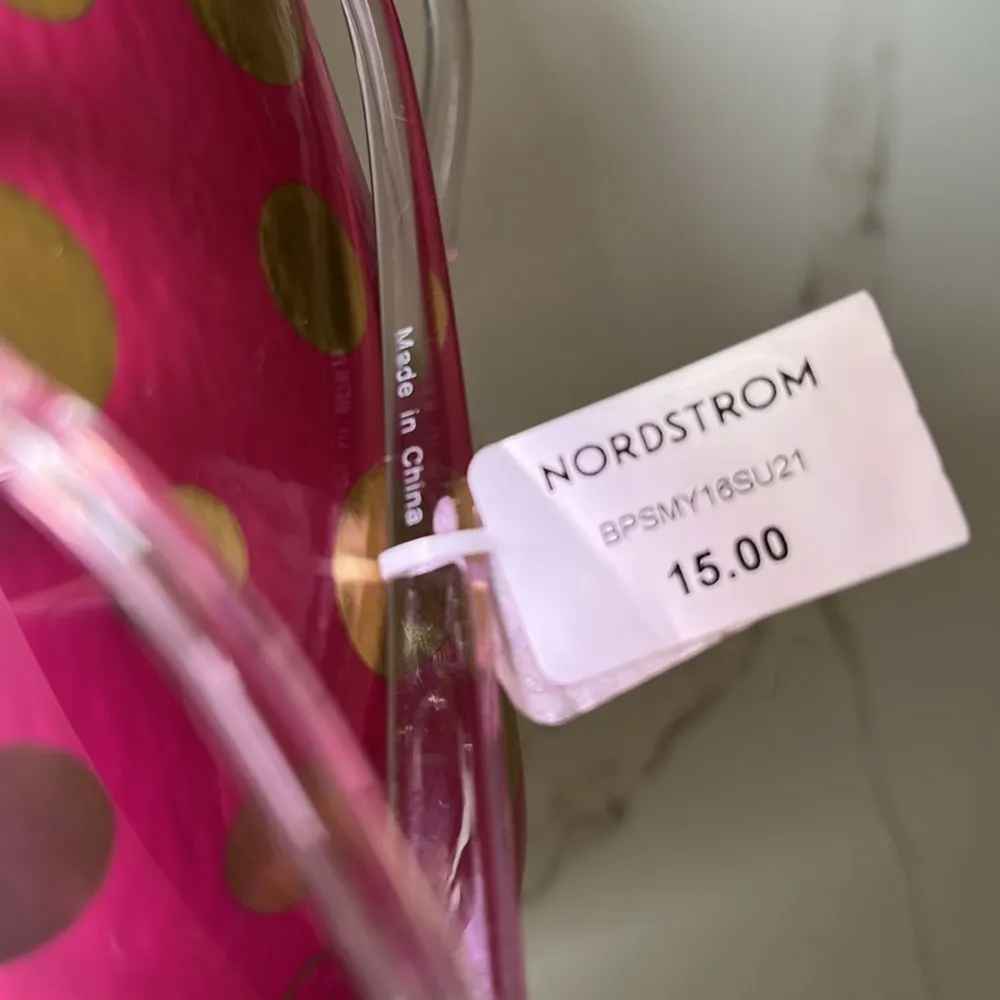 Made in China
NORDSTROM
BPSMY16SU21
15.00